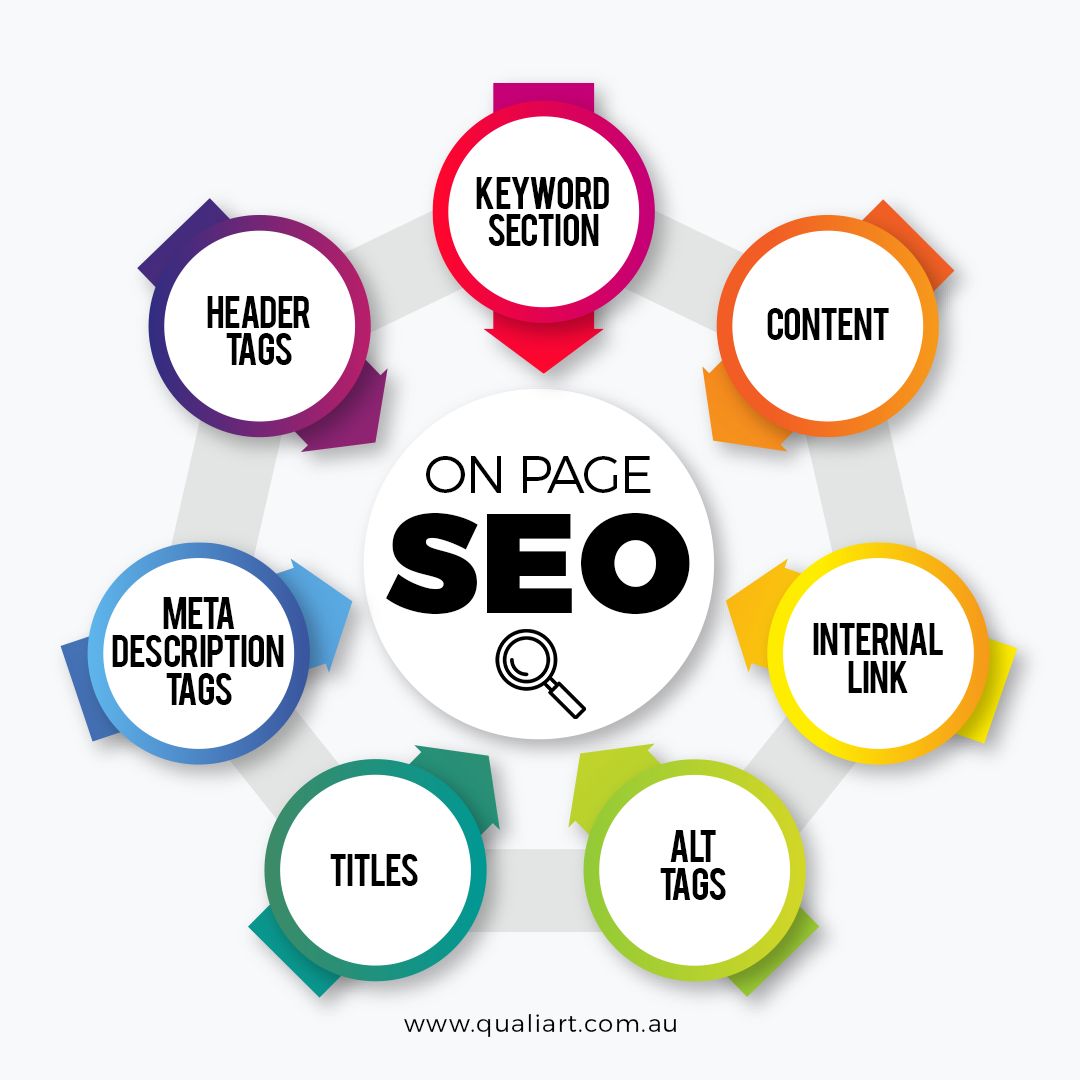 KEYWORD
SECTION
HEADER
TAGS
CONTENT
ON PAGE
SEO
META
DESCRIPTION
TAGS
INTERNAL
LINK
TITLES
ALT
TAGS
www.qualiart.com.au